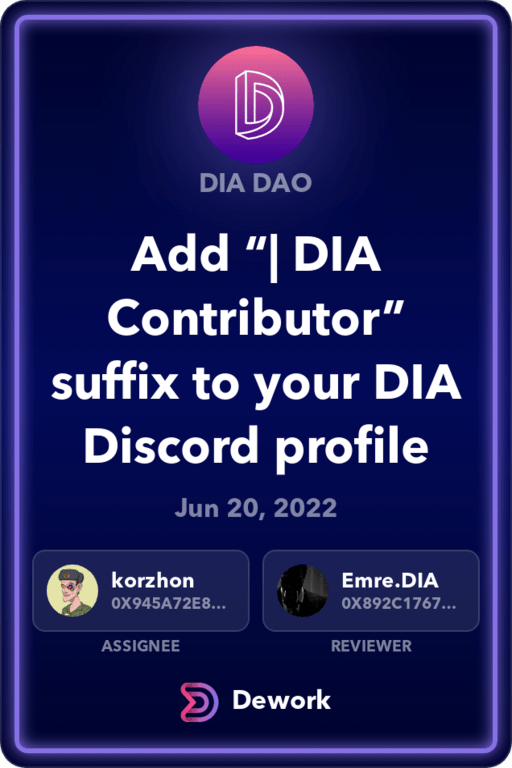 DIA DAO
Add “| DIA
Contributor”
suffix to your DIA
Discord profile
Jun 20, 2022
korzhon
0X945A72E8...
ASSIGNEE
Emre.DIA
0X892C1767...
REVIEWER
Dework